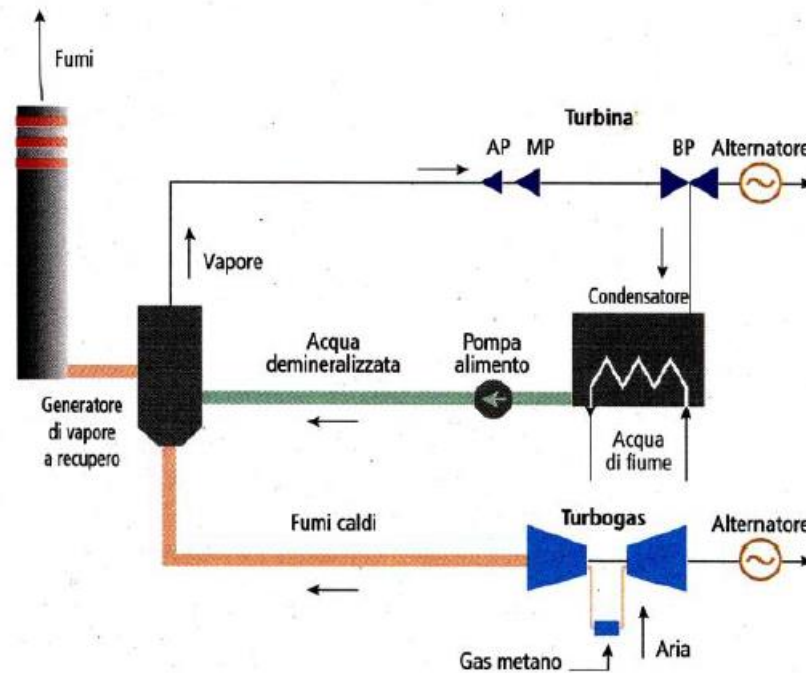 Fumi
Turbina
AP MP BP Alternatore
Vapore
Condensatore
Acqua
demineralizzata
Pompa
alimento
Generatore
di vapore
a recupero
Acqua
di fiume
Fumi caldi
Turbogas
Alternatore
Gas metano
Aria